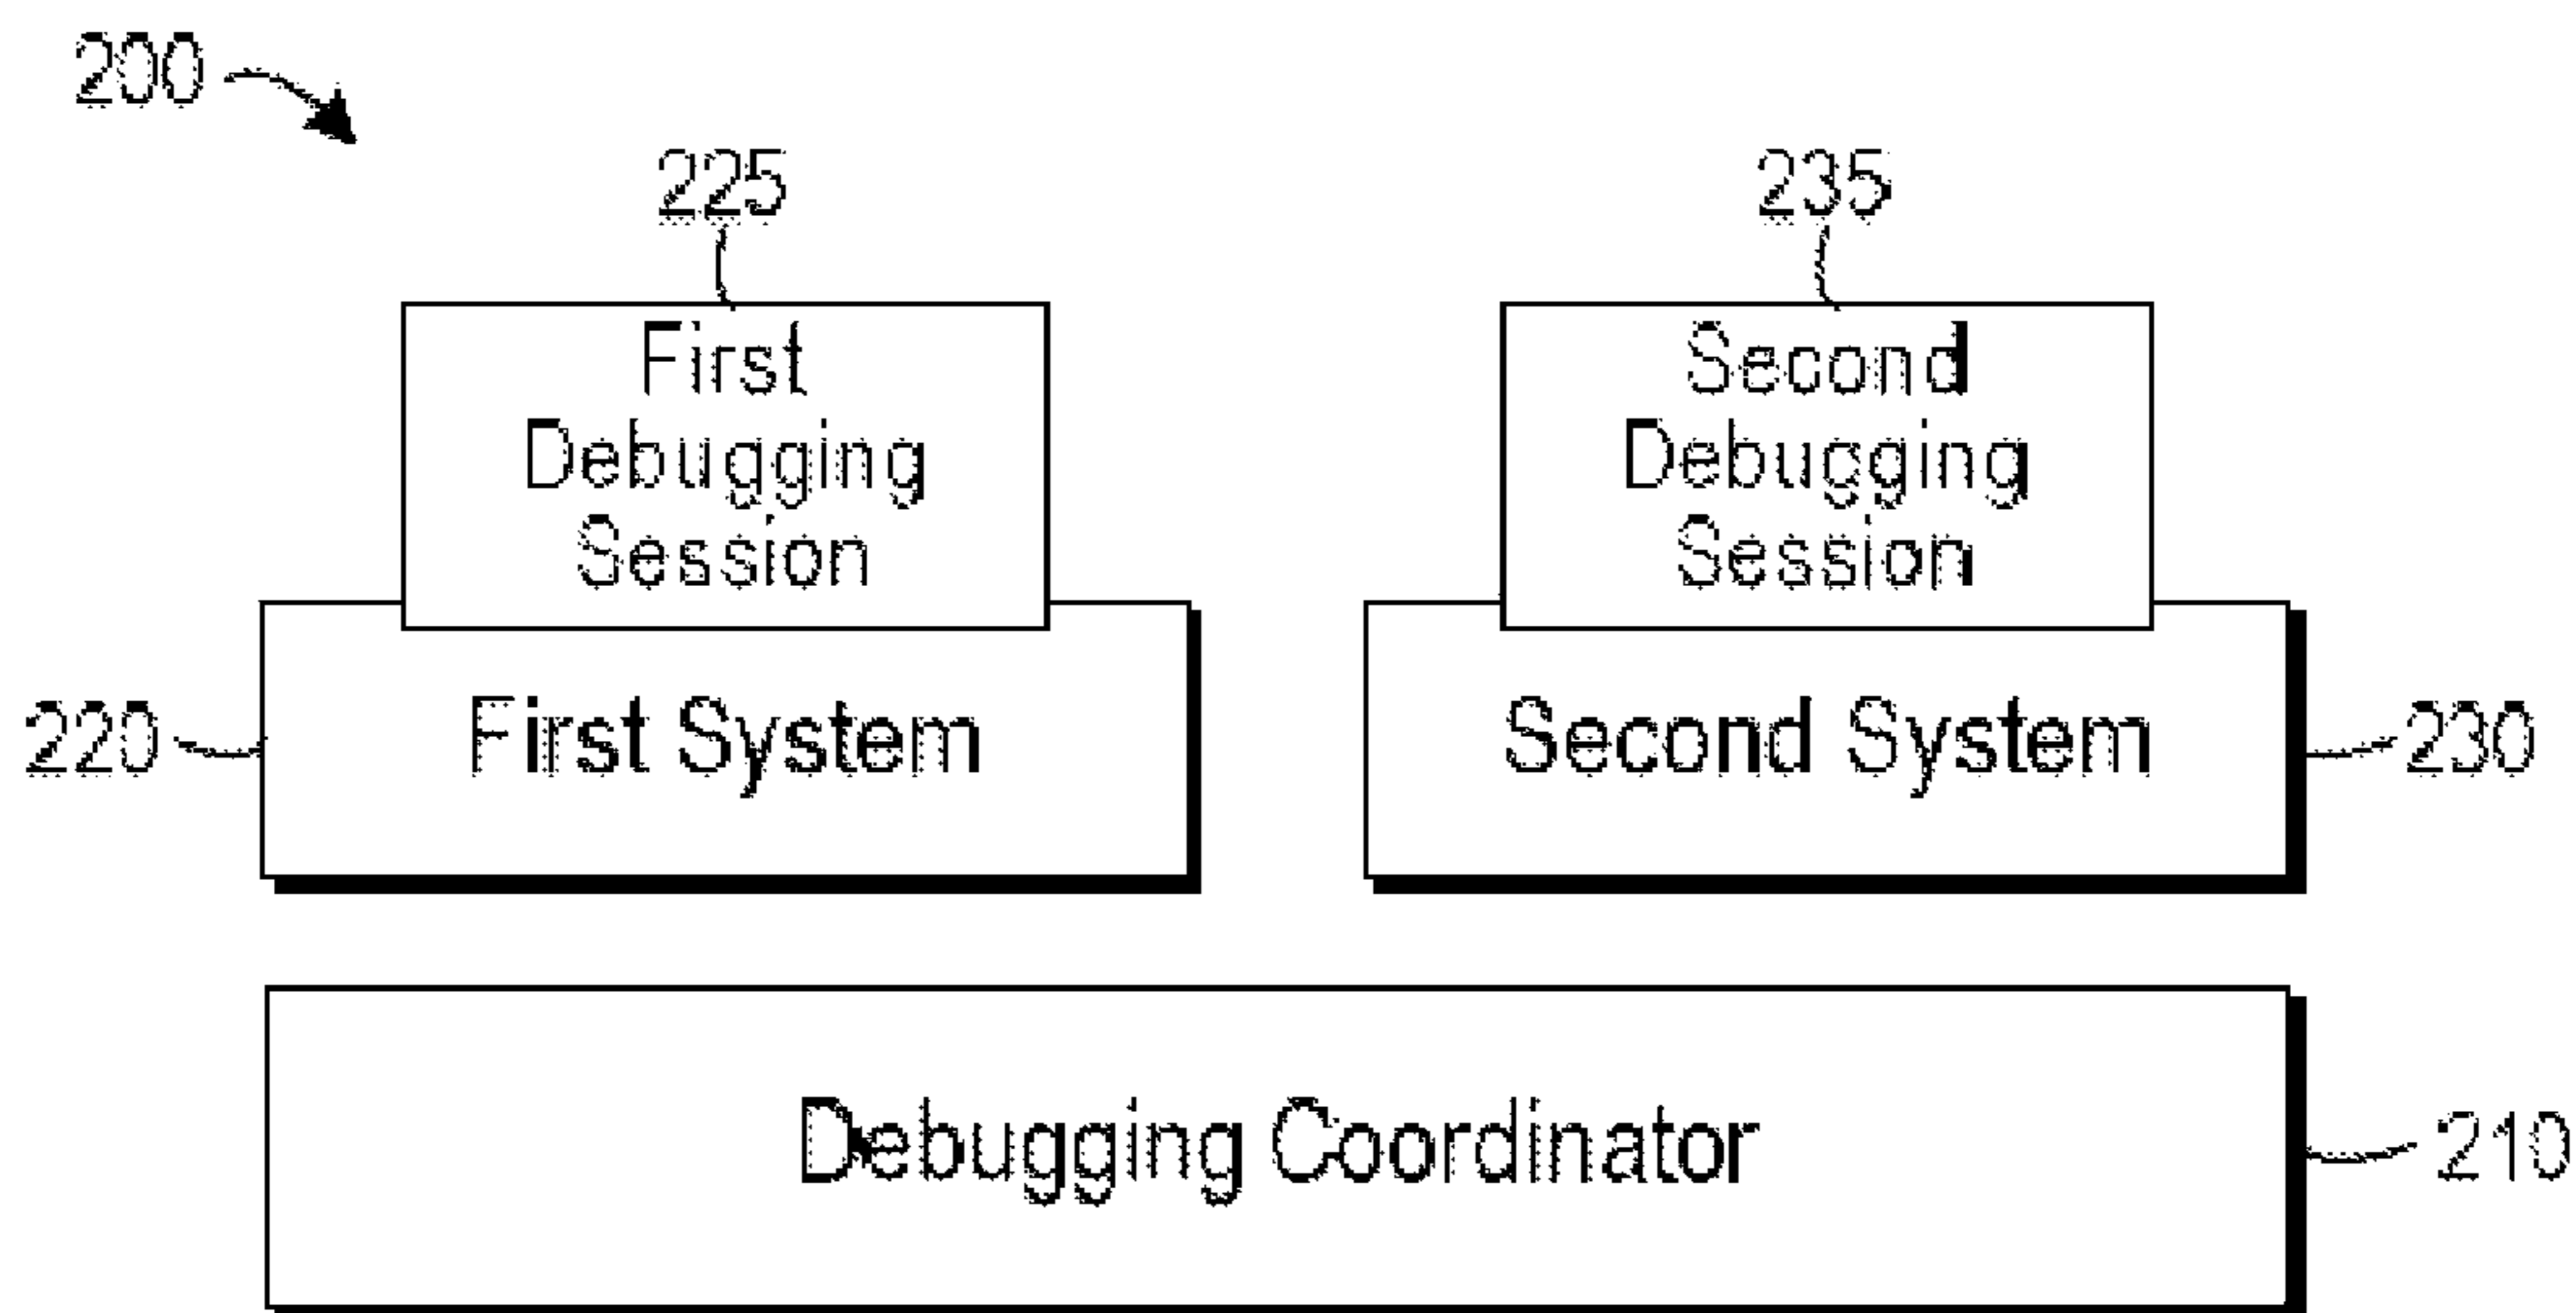 200
225
235
First
Debugging
Session
Second
Debugging
Session
220
First System
Second System
230
Debugging Coordinator
210